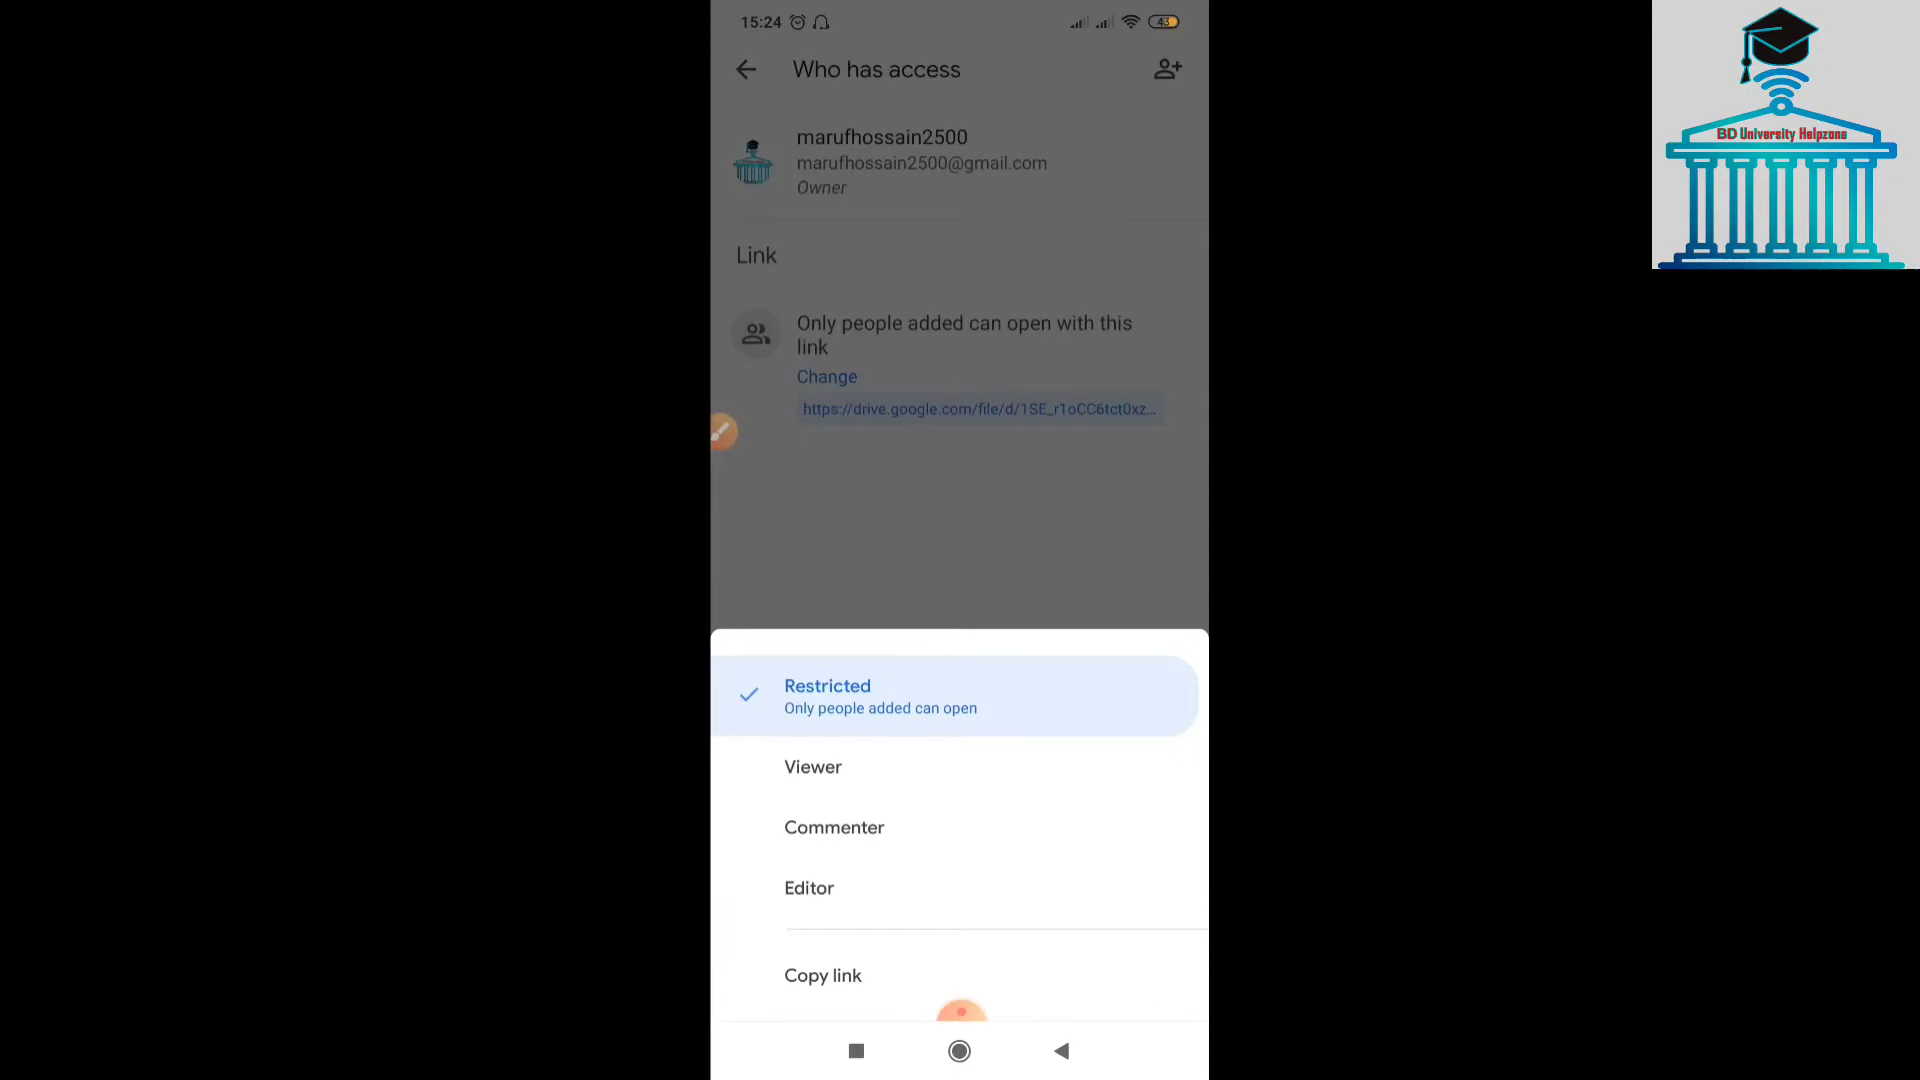 15:24
43
Who has access
marufhossain2500
marufhossain2500@gmail.com
Owner
Link
Only people added can open with this
link
Change
https://drive.google.com/file/d/1SE_r1oCC6tct0xz...
Restricted
Only people added can open
Viewer
Commenter
Editor
Copy link
BD University Helpzone